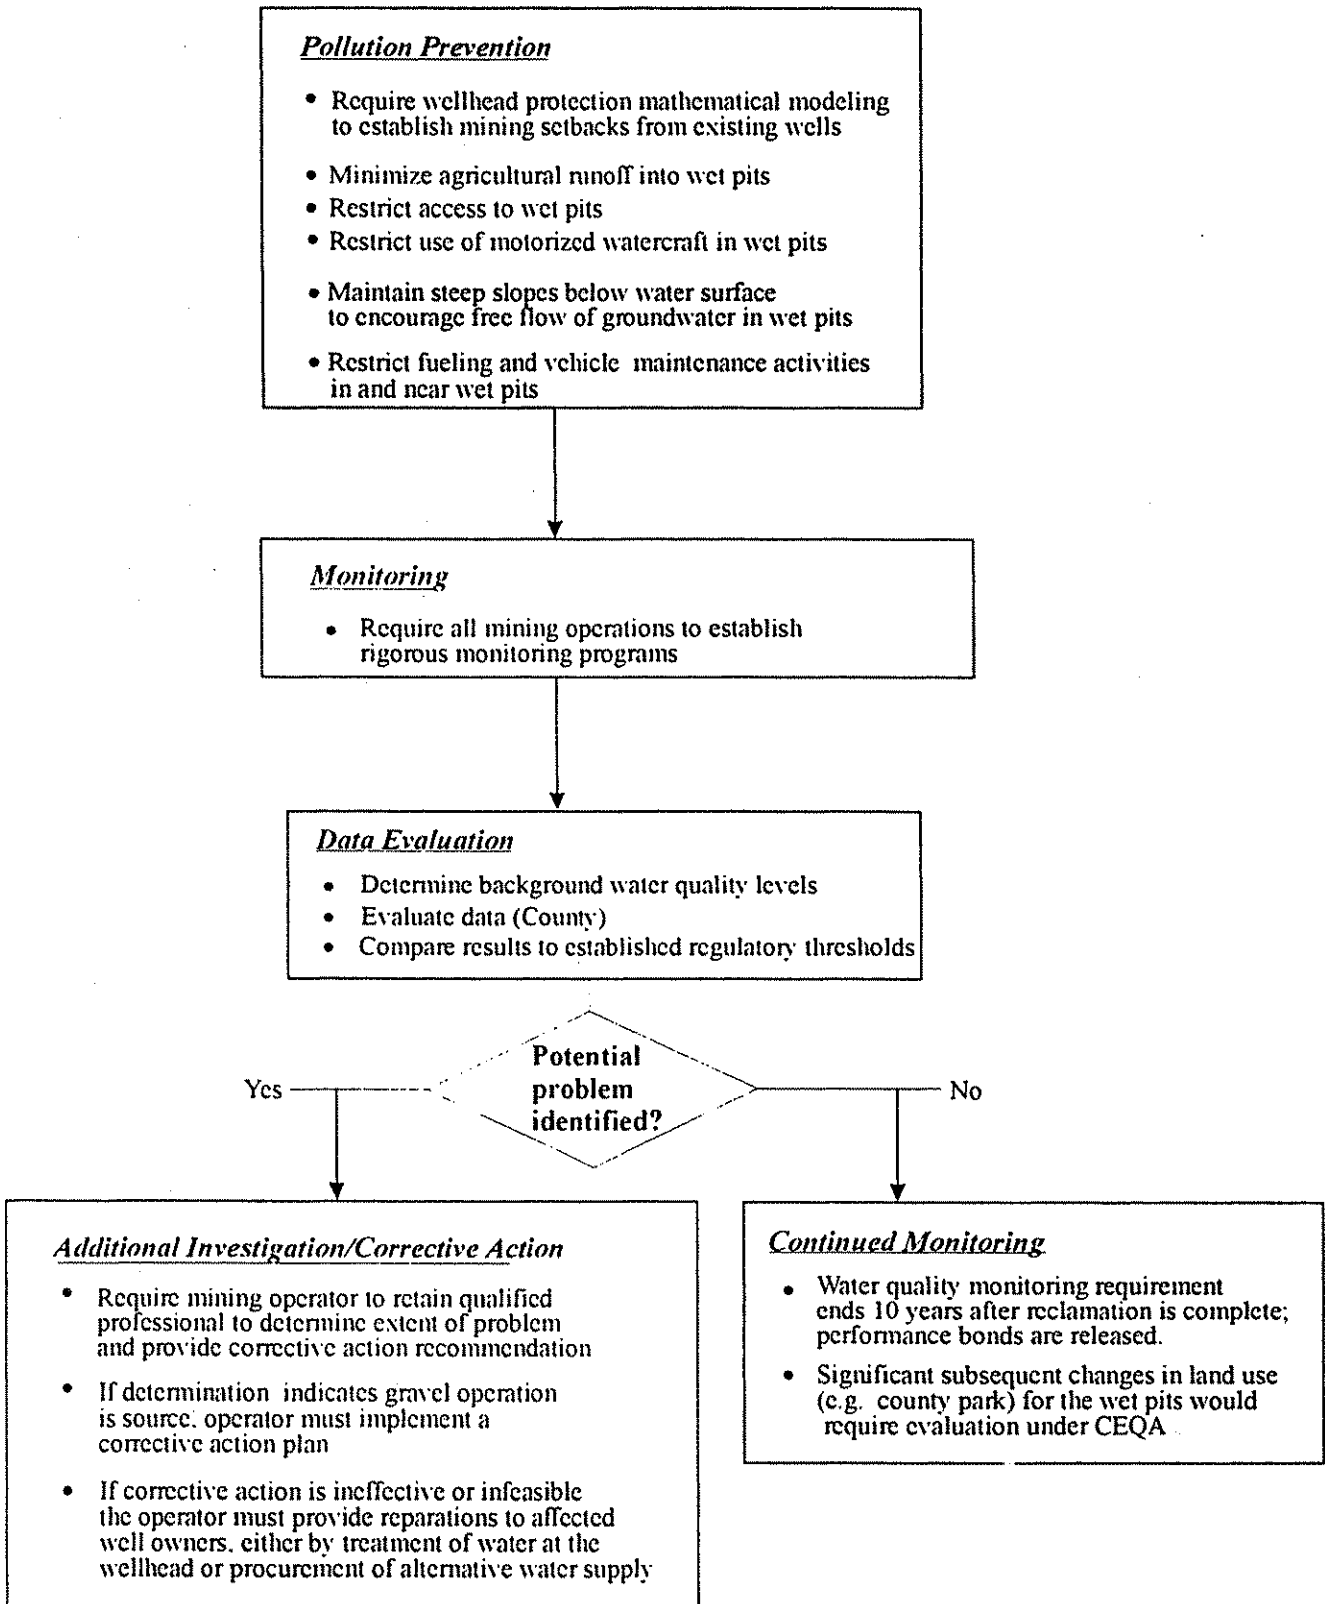 Pollution Prevention
• Require wellhead protection mathematical modeling
to establish mining setbacks from existing wells
• Minimize agricultural runoff into wet pits
• Restrict access to wet pits
• Restrict use of motorized watercraft in wet pits
• Maintain steep slopes below water surface
to encourage free flow of groundwater in wet pits
• Restrict fueling and vehicle maintenance activities
in and near wet pits
Monitoring
• Require all mining operations to establish
rigorous monitoring programs
Data Evaluation
• Determine background water quality levels
• Evaluate data (County)
• Compare results to established regulatory thresholds
Potential
problem
identified?
Yes
No
Additional Investigation/Corrective Action
• Require mining operator to retain qualified
professional to determine extent of problem
and provide corrective action recommendation
• If determination indicates gravel operation
is source, operator must implement a
corrective action plan
• If corrective action is ineffective or infeasible
the operator must provide reparations to affected
well owners, either by treatment of water at the
wellhead or procurement of alternative water supply
Continued Monitoring
• Water quality monitoring requirement
ends 10 years after reclamation is complete;
performance bonds are released.
• Significant subsequent changes in land use
(e.g. county park) for the wet pits would
require evaluation under CEQA